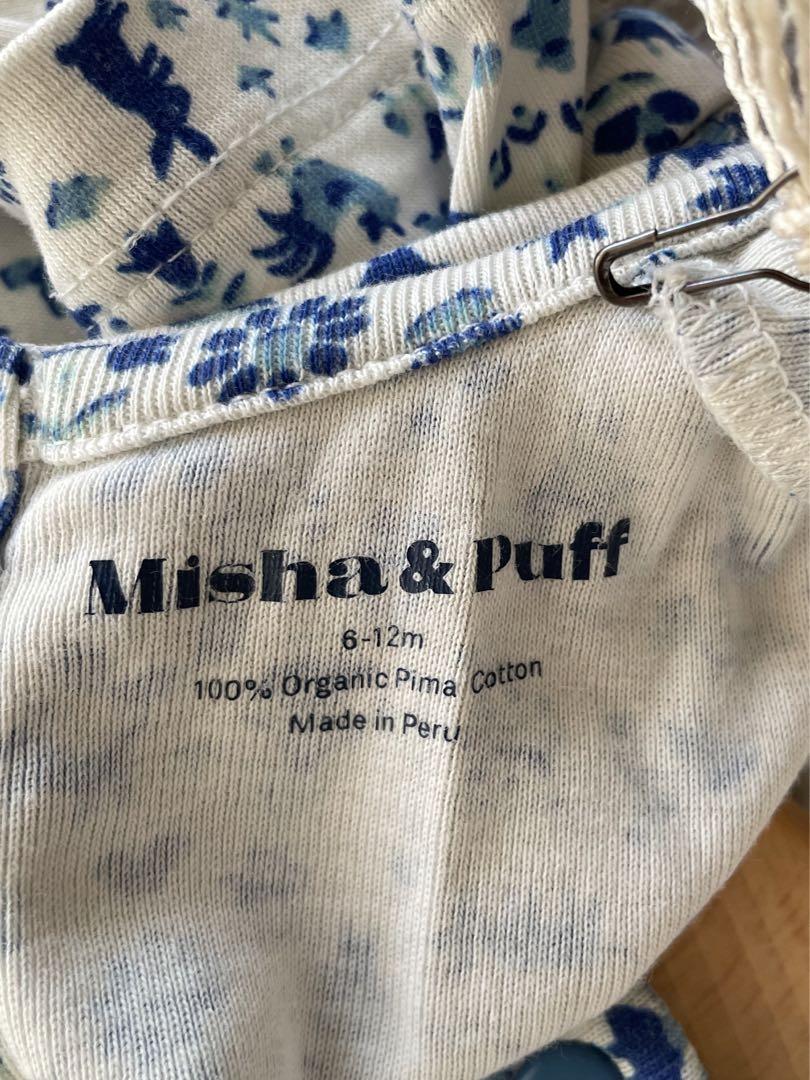 Misha & Puff
6-12m
100% Organic Pima Cotton
Made in Peru